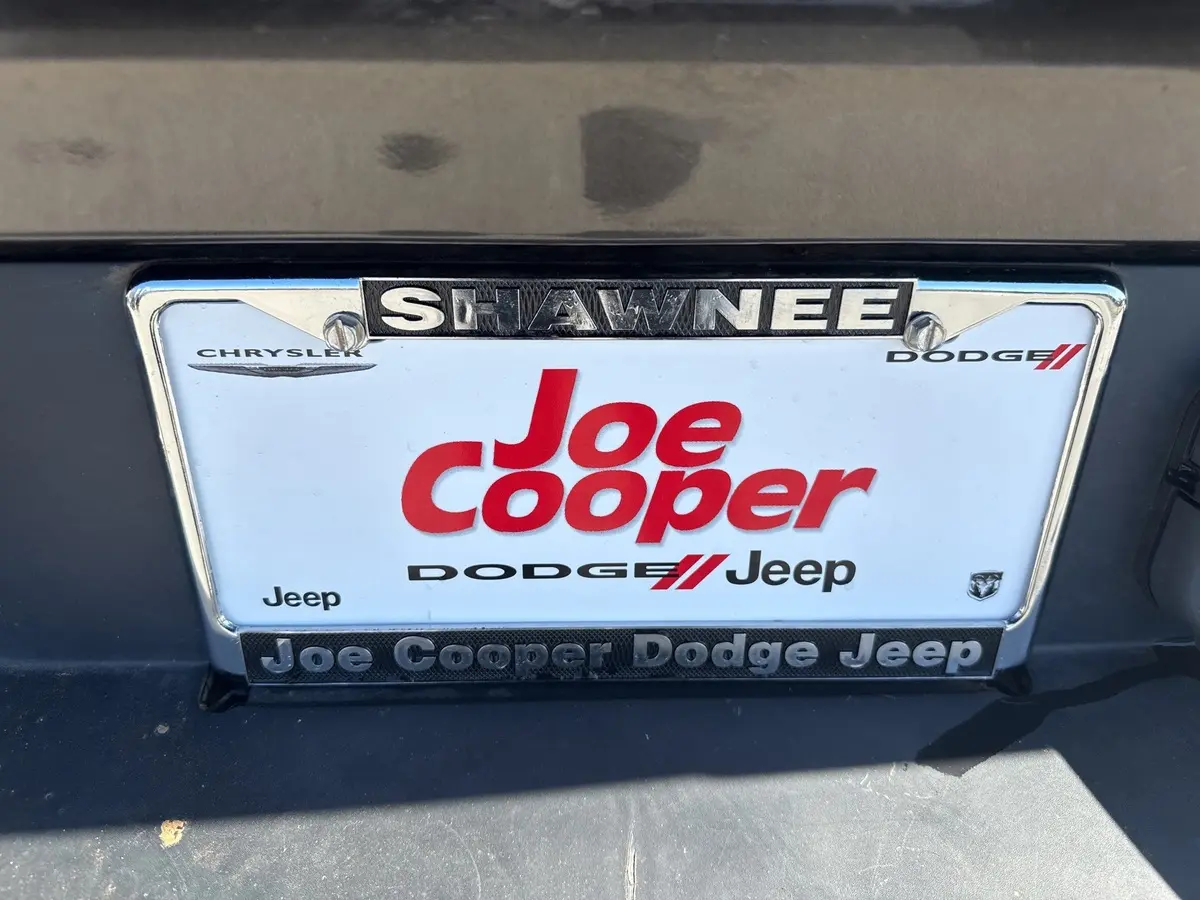 SHAWNEE
CHRYSLER
DODGE
Joe
Cooper
DODGE Jeep
Jeep
Joe Cooper Dodge Jeep